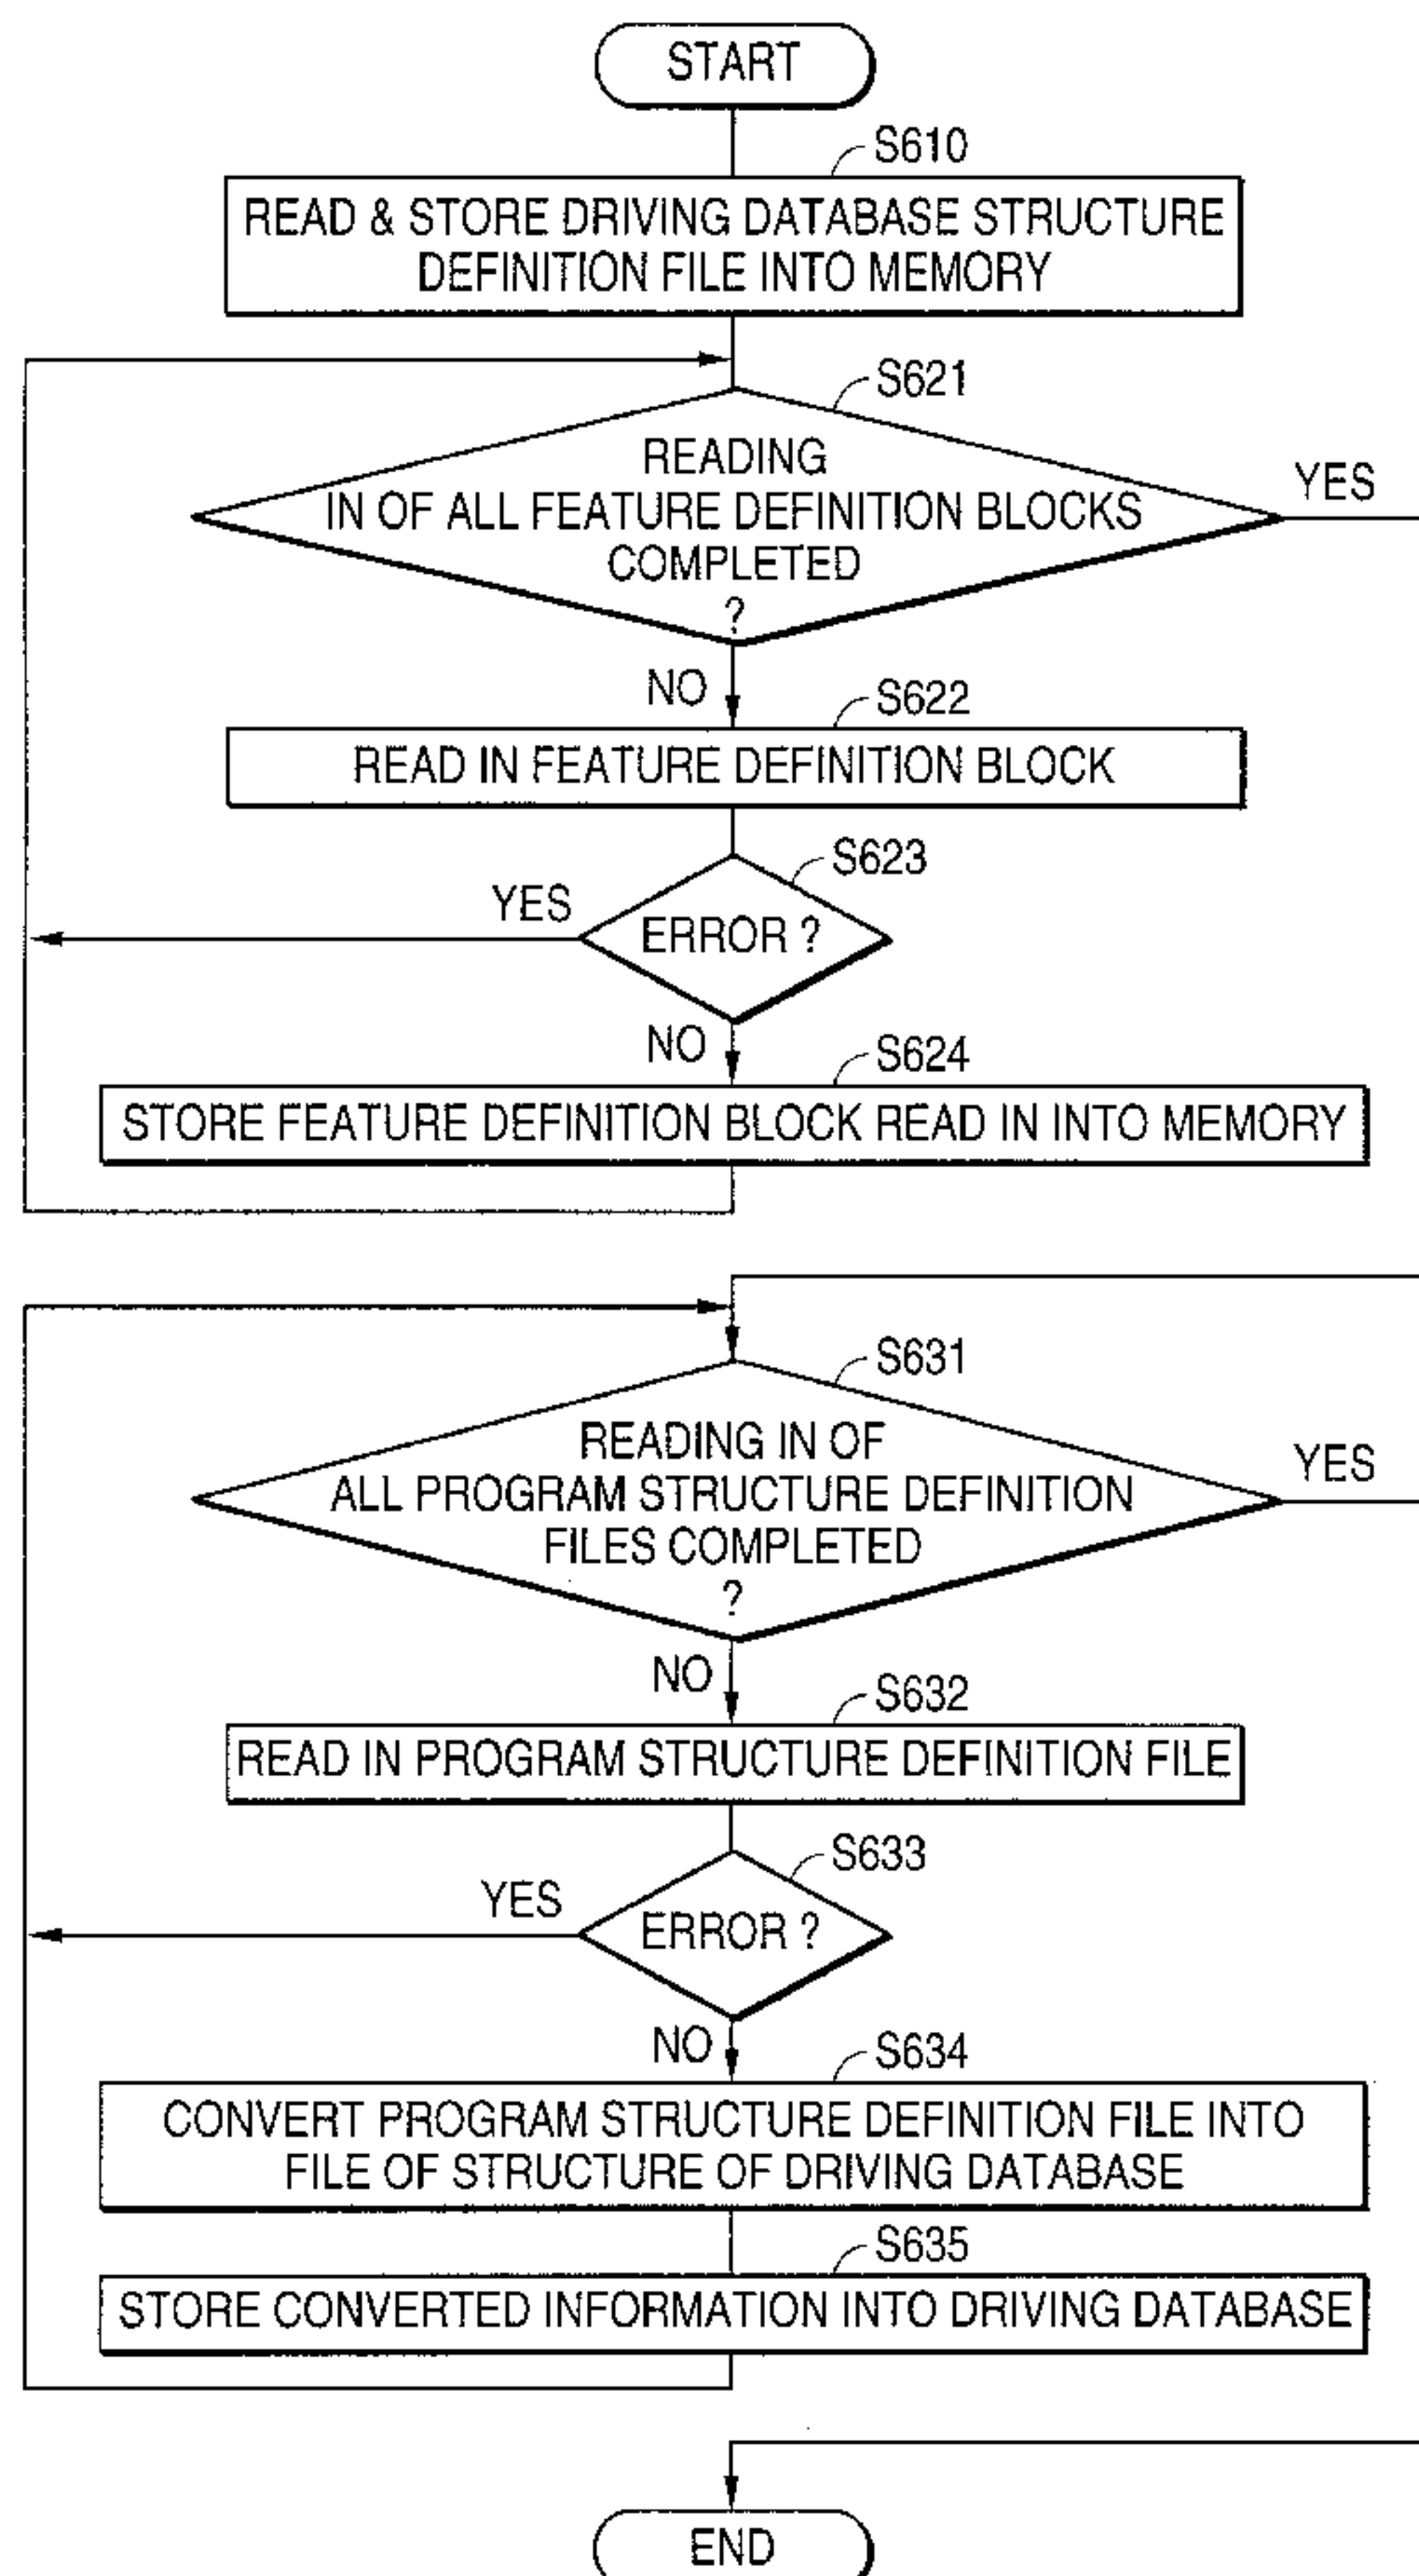 START
S610
READ & STORE DRIVING DATABASE STRUCTURE
DEFINITION FILE INTO MEMORY
S621
READING
IN OF ALL FEATURE DEFINITION BLOCKS
COMPLETED
?
YES
NO
S622
READ IN FEATURE DEFINITION BLOCK
S623
YES
ERROR ?
NO
S624
STORE FEATURE DEFINITION BLOCK READ IN INTO MEMORY
S631
READING IN OF
ALL PROGRAM STRUCTURE DEFINITION
FILES COMPLETED
?
YES
NO
S632
READ IN PROGRAM STRUCTURE DEFINITION FILE
S633
YES
ERROR ?
NO
S634
CONVERT PROGRAM STRUCTURE DEFINITION FILE INTO
FILE OF STRUCTURE OF DRIVING DATABASE
S635
STORE CONVERTED INFORMATION INTO DRIVING DATABASE
END